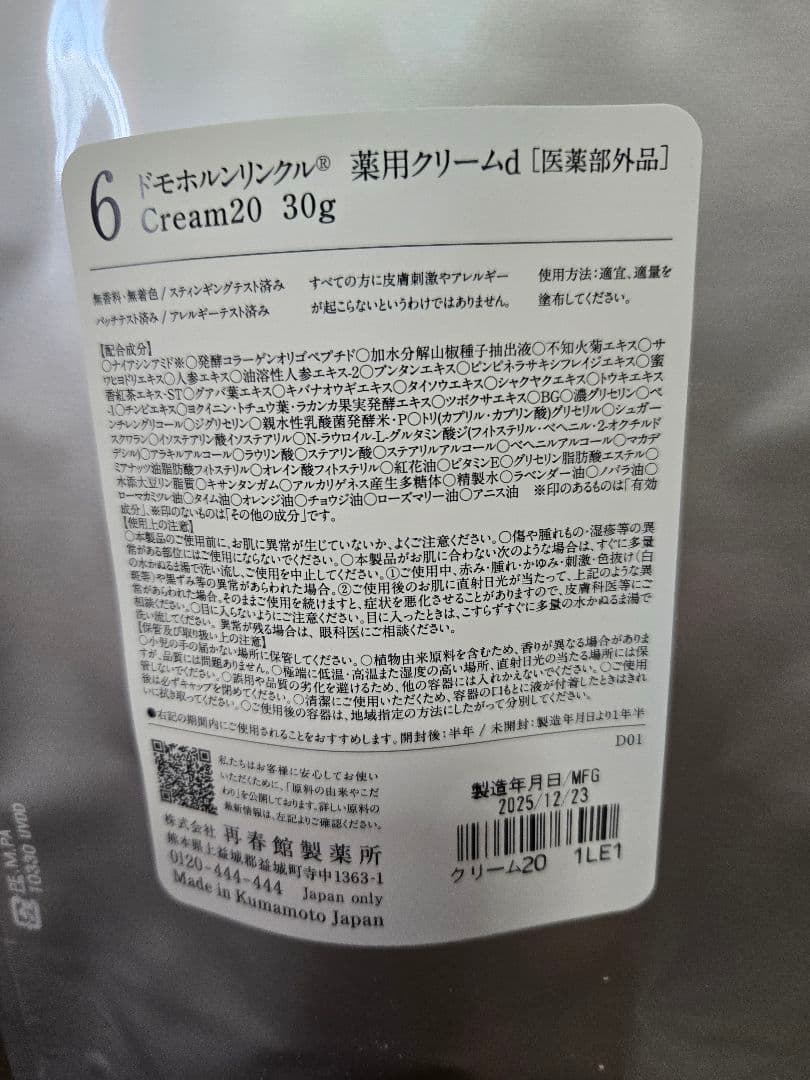 6
ドモホルンリンクル® 薬用クリームd [医薬部外品]
Cream20 30g
無香料・無着色 / スティンギングテスト済み
パッチテスト済み / アレルギーテスト済み
すべての方に皮膚刺激やアレルギー
が起こらないというわけではありません。
使用方法:適宜、適量を
塗布してください。
【配合成分】
○ナイアシンアミド※○発酵コラーゲンオリゴペプチド○加水分解山椒種子抽出液○不知火菊エキス○サ
ワヒヨドリエキス○人参エキス○油溶性人参エキス-2○ブンタンエキス○ピンピネラサキシフレイジエキス○蜜
香紅茶エキス・ST○グアバ葉エキス○キバナオウギエキス○タイソウエキス○シャクヤクエキス○トウキエキス
-1○チンピエキス○ヨクイニン・トチュウ葉・ラカンカ果実発酵エキス○ツボクサエキス○BG○濃グリセリン○ペ
ンチレングリコール○ジグリセリン○親水性乳酸菌発酵米・P○トリ(カプリル・カプリン酸)グリセリル○シュガー
スクワラン○イソステアリン酸イソステアリル○N-ラウロイル-L-グルタミン酸ジ(フィトステリル・ベヘニル・2-オクチルド
デシル)○アラキルアルコール○ラウリン酸○ステアリン酸○ステアリルアルコール○ベヘニルアルコール○マカデ
ミアナッツ油脂肪酸フィトステリル○オレイン酸フィトステリル○紅花油○ビタミンE○グリセリン脂肪酸エステル○
水添大豆リン脂質○キサンタンガム○アルカリゲネス産生多糖体○精製水○ラベンダー油○ノバラ油○
ローマカミツレ油○タイム油○オレンジ油○チョウジ油○ローズマリー油○アニス油 ※印のあるものは「有効
成分」、※印のないものは「その他の成分」です。
【使用上の注意】
○本製品のご使用前に、お肌に異常が生じていないか、よくご注意ください。○傷や腫れもの・湿疹等の異
常がある部位にはご使用にならないでください。○本製品がお肌に合わない次のような場合は、すぐに多量
の水かぬるま湯で洗い流し、ご使用を中止してください。①ご使用中、赤み・腫れ・かゆみ・刺激・色抜け(白
斑等)や黒ずみ等の異常があらわれた場合。②ご使用後のお肌に直射日光が当たって、上記のような異
常があらわれた場合。そのままご使用を続けますと、症状を悪化させることがありますので、皮膚科医等にご
相談ください。○目に入らないようにご注意ください。目に入ったときは、こすらずすぐに多量の水かぬるま湯で
洗い流してください。異常が残る場合は、眼科医にご相談ください。
【保管及び取り扱い上の注意】
○小児の手の届かない場所に保管してください。○植物由来原料を含むため、香りが異なる場合がありま
すが、品質には問題ありません。○極端に低温・高温また湿度の高い場所、直射日光の当たる場所には保
管しないでください。○誤用や品質の劣化を避けるため、他の容器には入れかえないでください。○ご使用
後は必ずキャップを閉めてください。○清潔にご使用いただくため、容器の口もとに液が付着したときはきれ
いに拭き取ってください。○ご使用後の容器は、地域指定の方法にしたがって分別してください。
●右記の期間内にご使用されることをおすすめします。開封後:半年 / 未開封:製造年月日より1年半
D01
私たちはお客様に安心してお使い
いただくために、「原料の由来やこだ
わり」を公開しております。詳しい原料の
最新情報は、左記よりご確認ください。
製造年月日/MFG
2025/12/23
クリーム20 1LE1
株式会社 再春館製薬所
熊本県上益城郡益城町寺中1363-1
0120-444-444 Japan only
Made in Kumamoto Japan